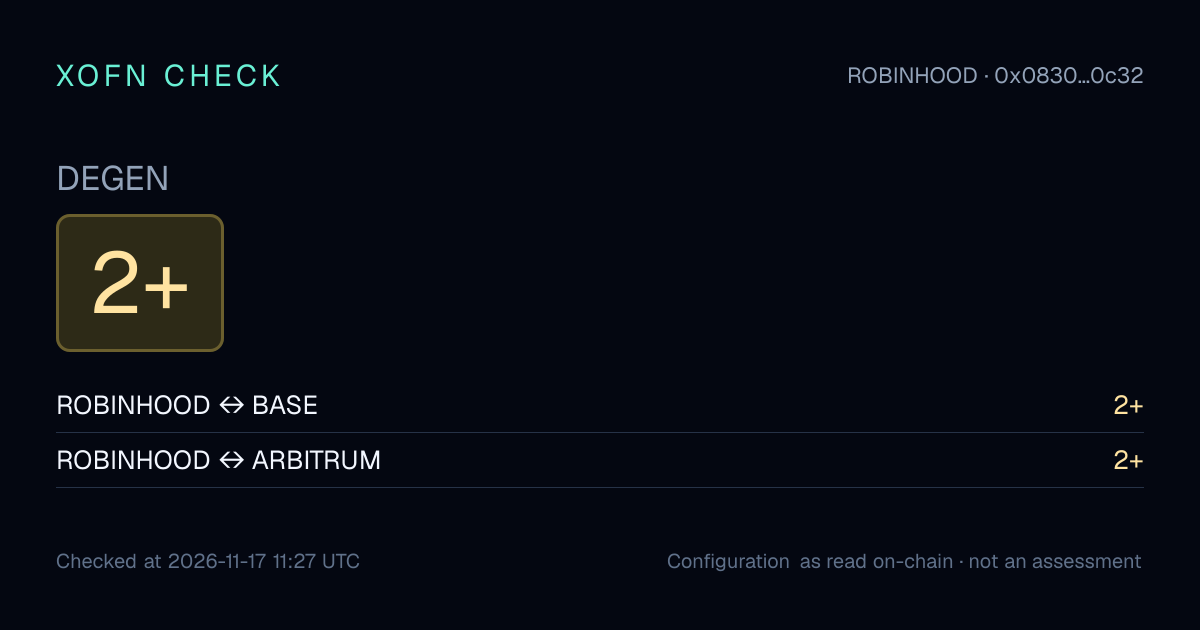 XOFN CHECK
ROBINHOOD · 0x0830…0c32
DEGEN
2+
ROBINHOOD ↔ BASE 2+
ROBINHOOD ↔ ARBITRUM 2+
Checked at 2026-11-17 11:27 UTC
Configuration as read on-chain · not an assessment